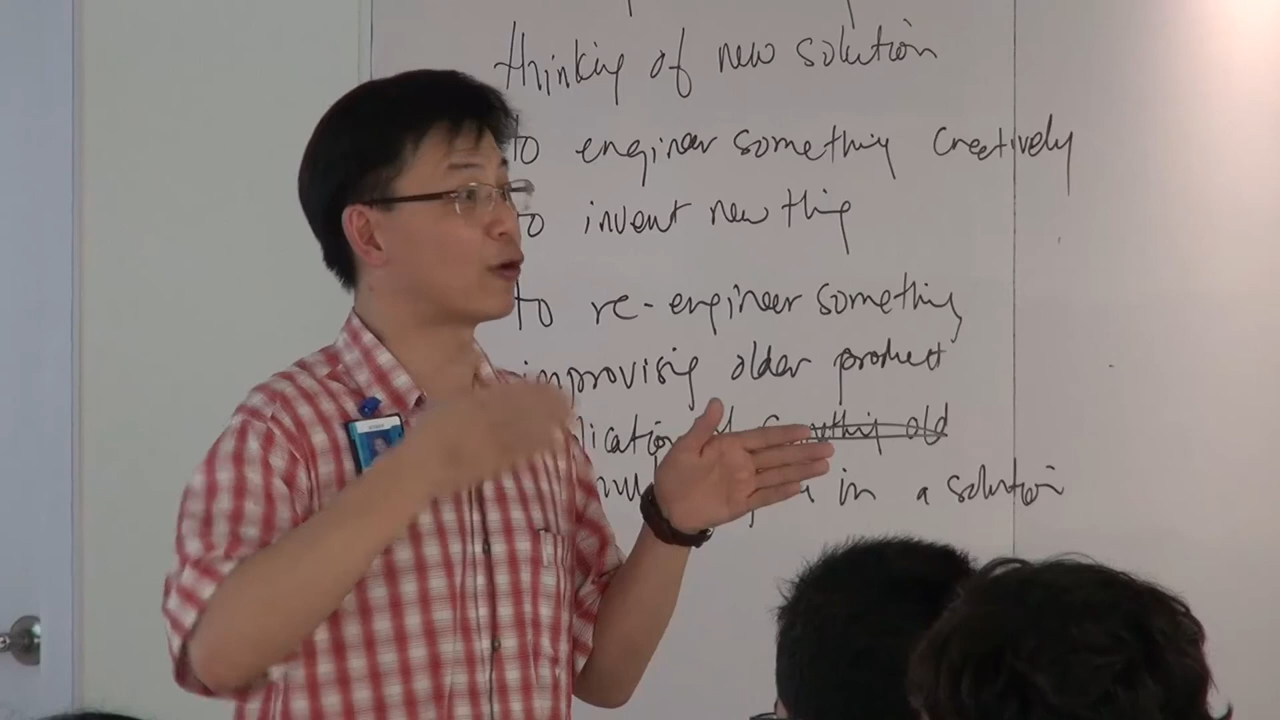 thinking of new solution
to engineer something creatively
to invent new thing
to re-engineer something
improvising older product
old
in a solution